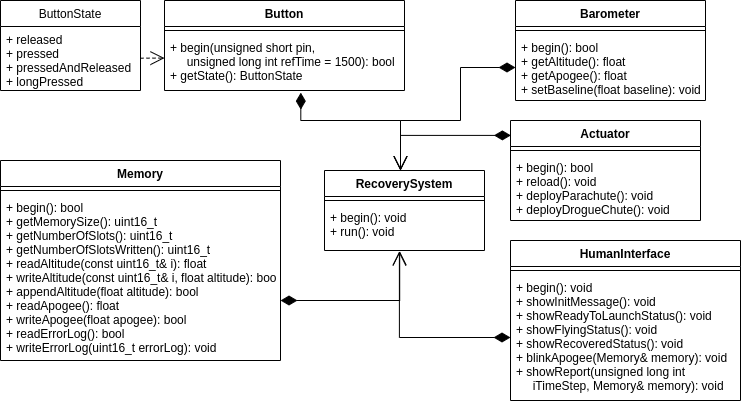 ButtonState
+ released
+ pressed
+ pressedAndReleased
+ longPressed
Button
+ begin(unsigned short pin,
unsigned long int refTime = 1500): bool
+ getState(): ButtonState
Barometer
+ begin(): bool
+ getAltitude(): float
+ getApogee(): float
+ setBaseline(float baseline): void
Actuator
+ begin(): bool
+ reload(): void
+ deployParachute(): void
+ deployDrogueChute(): void
Memory
+ begin(): bool
+ getMemorySize(): uint16_t
+ getNumberOfSlots(): uint16_t
+ getNumberOfSlotsWritten(): uint16_t
+ readAltitude(const uint16_t& i): float
+ writeAltitude(const uint16_t& i, float altitude): boo
+ appendAltitude(float altitude): bool
+ readApogee(): float
+ writeApogee(float apogee): bool
+ readErrorLog(): bool
+ writeErrorLog(uint16_t errorLog): void
RecoverySystem
+ begin(): void
+ run(): void
HumanInterface
+ begin(): void
+ showInitMessage(): void
+ showReadyToLaunchStatus(): void
+ showFlyingStatus(): void
+ showRecoveredStatus(): void
+ blinkApogee(Memory& memory): void
+ showReport(unsigned long int
iTimeStep, Memory& memory): void